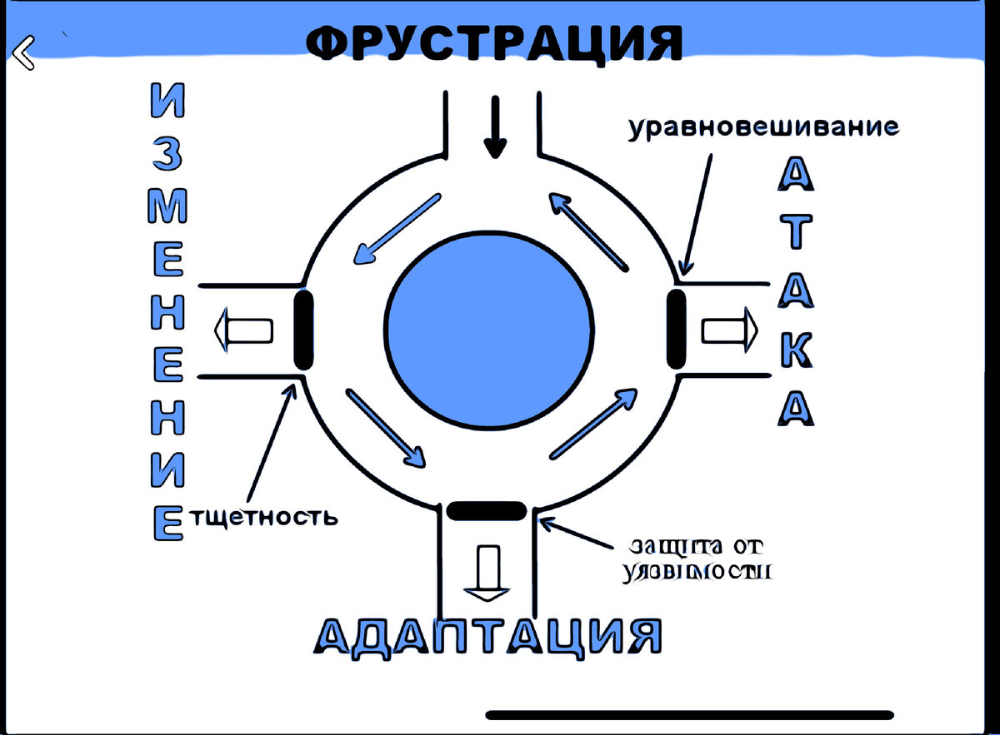 ФРУСТРАЦИЯ
ИЗМЕНЕНИЕ
уравновешивание
АТАКА
тщетность
защита от
уязвимости
АДАПТАЦИЯ